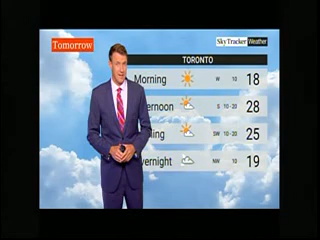 Tomorrow
SkyTracker Weather
TORONTO
Morning W 10 18
ernoon S 10-20 28
ning SW 10-20 25
vernight NW 10 19